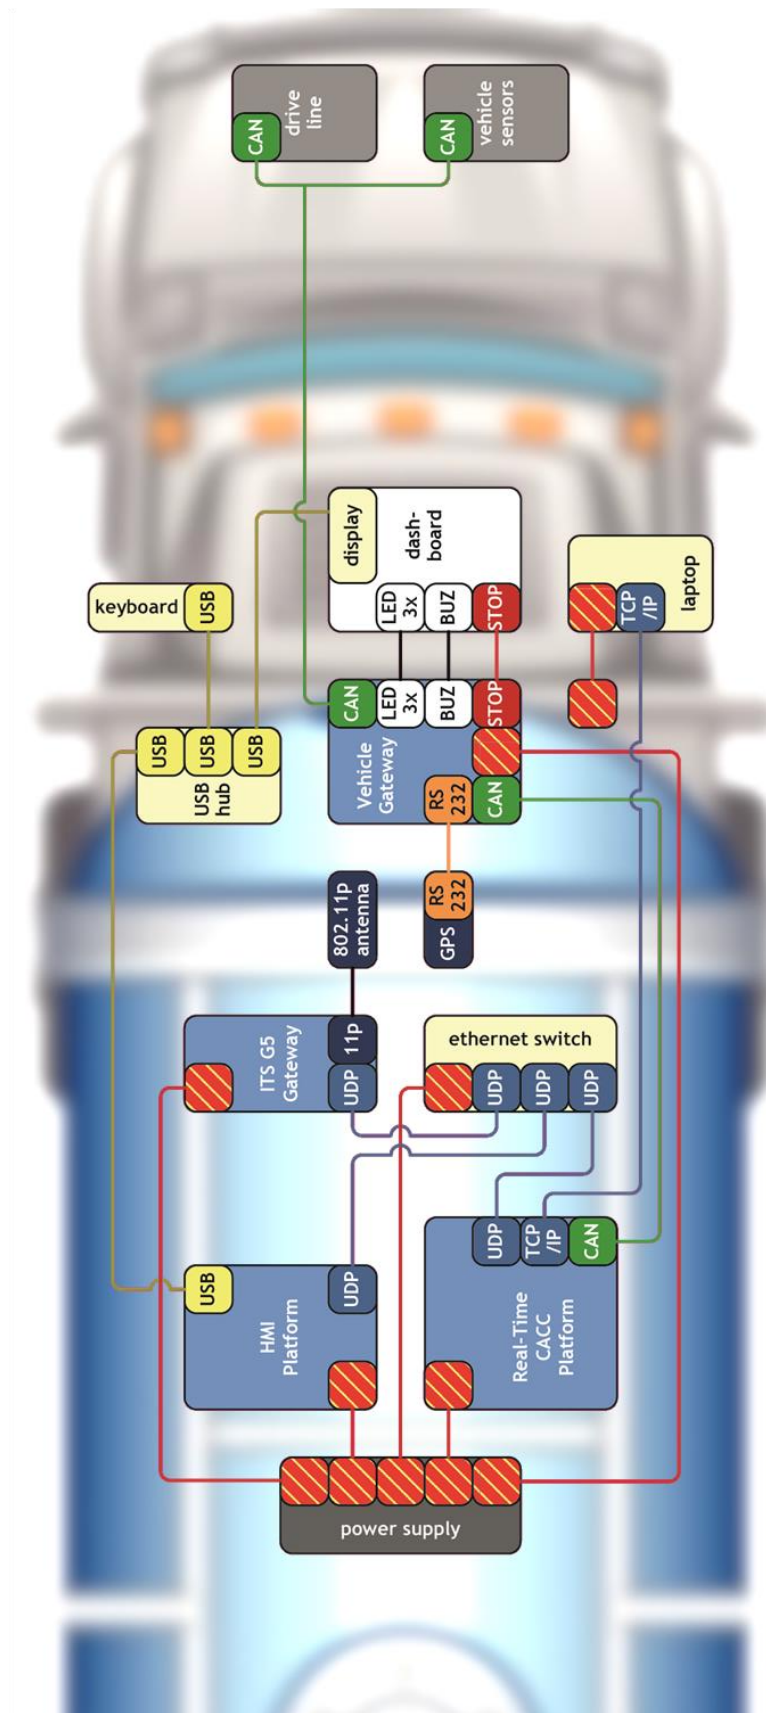 CAN
drive
line
CAN
vehicle
sensors
display
dash-
board
LED
3x
BUZ
STOP
keyboard
USB
TCP
/IP
laptop
USB
USB
USB
USB
hub
CAN
LED
3x
BUZ
STOP
Vehicle
Gateway
RS
232
CAN
802.11p
antenna
RS
232
GPS
ITS G5
Gateway
11p
UDP
ethernet switch
UDP
UDP
UDP
USB
UDP
HMI
Platform
UDP
TCP
/IP
CAN
Real-Time
CACC
Platform
power supply